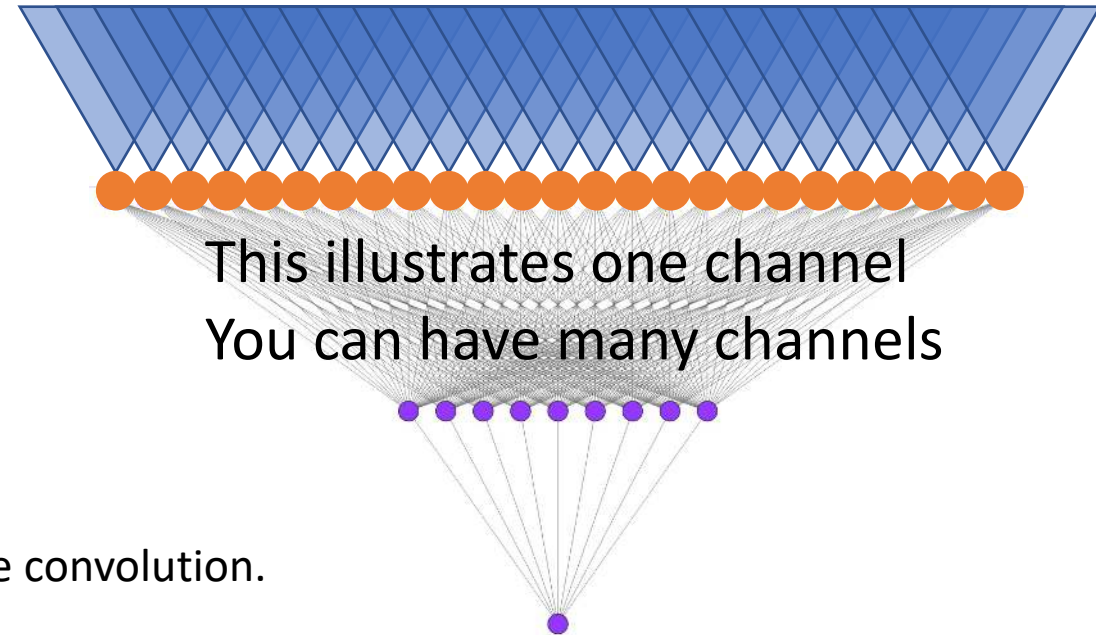 This illustrates one channel
You can have many channels
convolution.